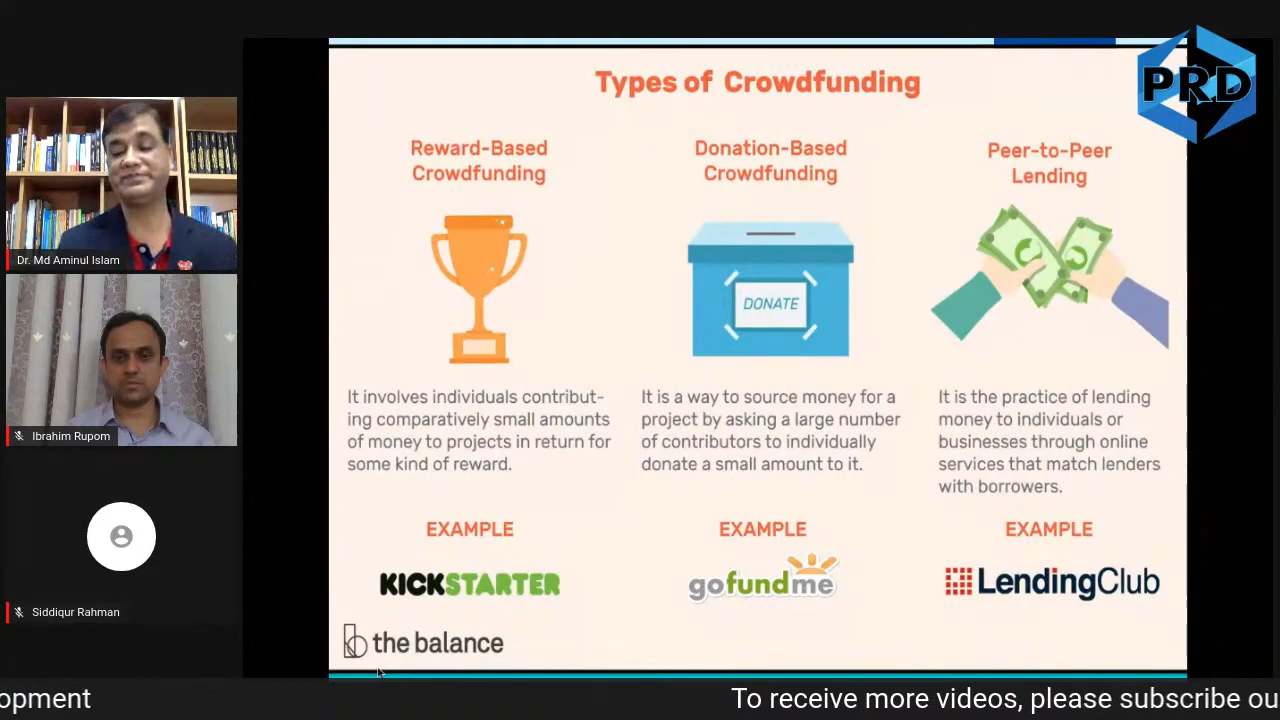 Types of Crowdfunding
PRD
Reward-Based
Crowdfunding
Donation-Based
Crowdfunding
Peer-to-Peer
Lending
DONATE
It involves individuals contribut-
ing comparatively small amounts
of money to projects in return for
some kind of reward.
It is a way to source money for a
project by asking a large number
of contributors to individually
donate a small amount to it.
It is the practice of lending
money to individuals or
businesses through online
services that match lenders
with borrowers.
EXAMPLE
EXAMPLE
EXAMPLE
KICKSTARTER
gofundme
LendingClub
the balance
Dr. Md Aminul Islam
Ibrahim Rupom
Siddiqur Rahman
opment
To receive more videos, please subscribe ou